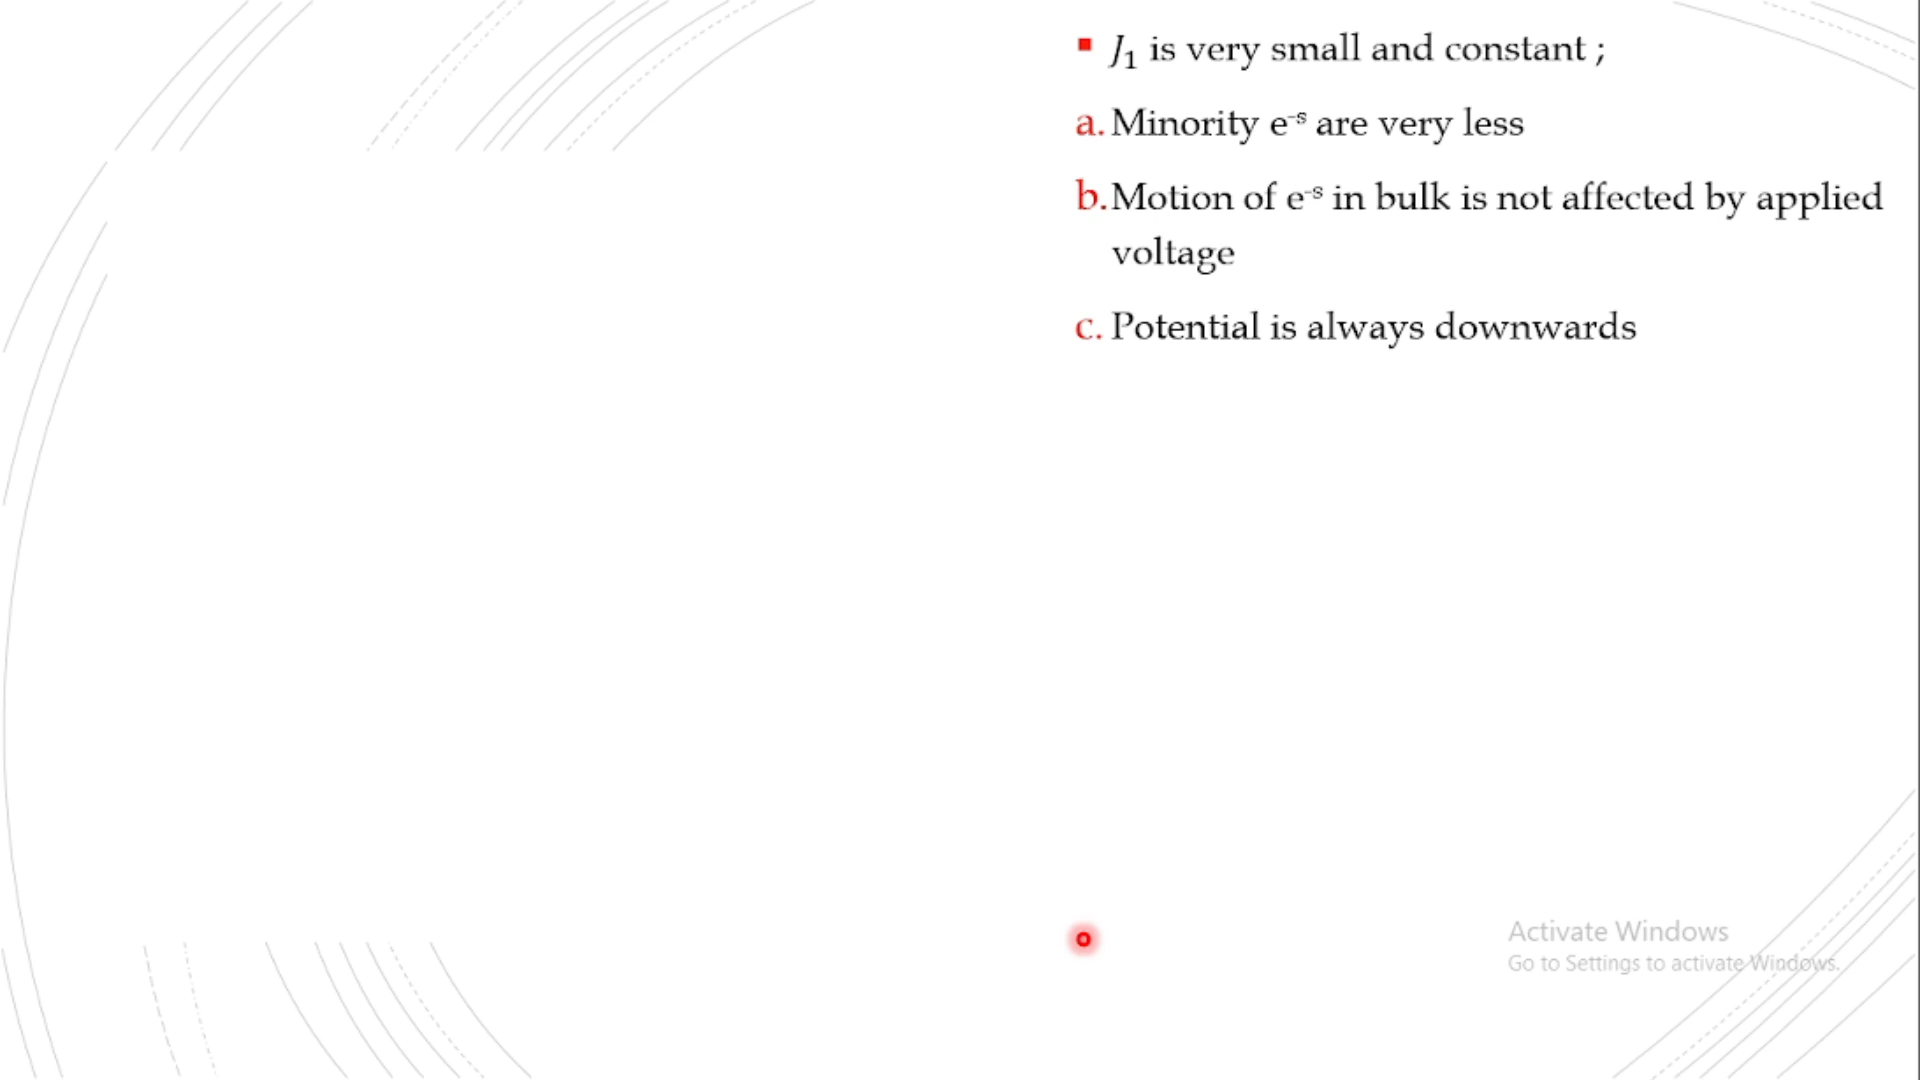 ▪ J₁ is very small and constant ;
a. Minority e⁻ˢ are very less
b. Motion of e⁻ˢ in bulk is not affected by applied
voltage
c. Potential is always downwards
Activate Windows
Go to Settings to activate Windows.